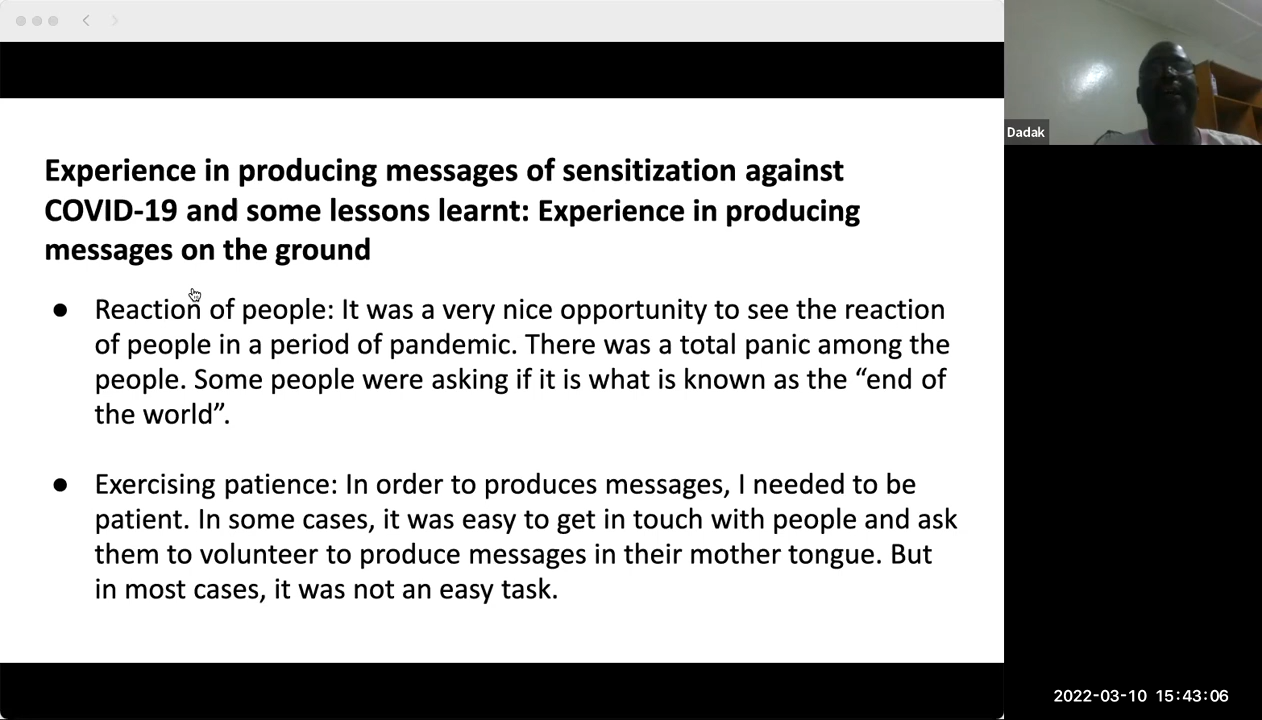 Experience in producing messages of sensitization against
COVID-19 and some lessons learnt: Experience in producing
messages on the ground
● Reaction of people: It was a very nice opportunity to see the reaction
of people in a period of pandemic. There was a total panic among the
people. Some people were asking if it is what is known as the “end of
the world”.
● Exercising patience: In order to produces messages, I needed to be
patient. In some cases, it was easy to get in touch with people and ask
them to volunteer to produce messages in their mother tongue. But
in most cases, it was not an easy task.
Dadak
2022-03-10 15:43:06